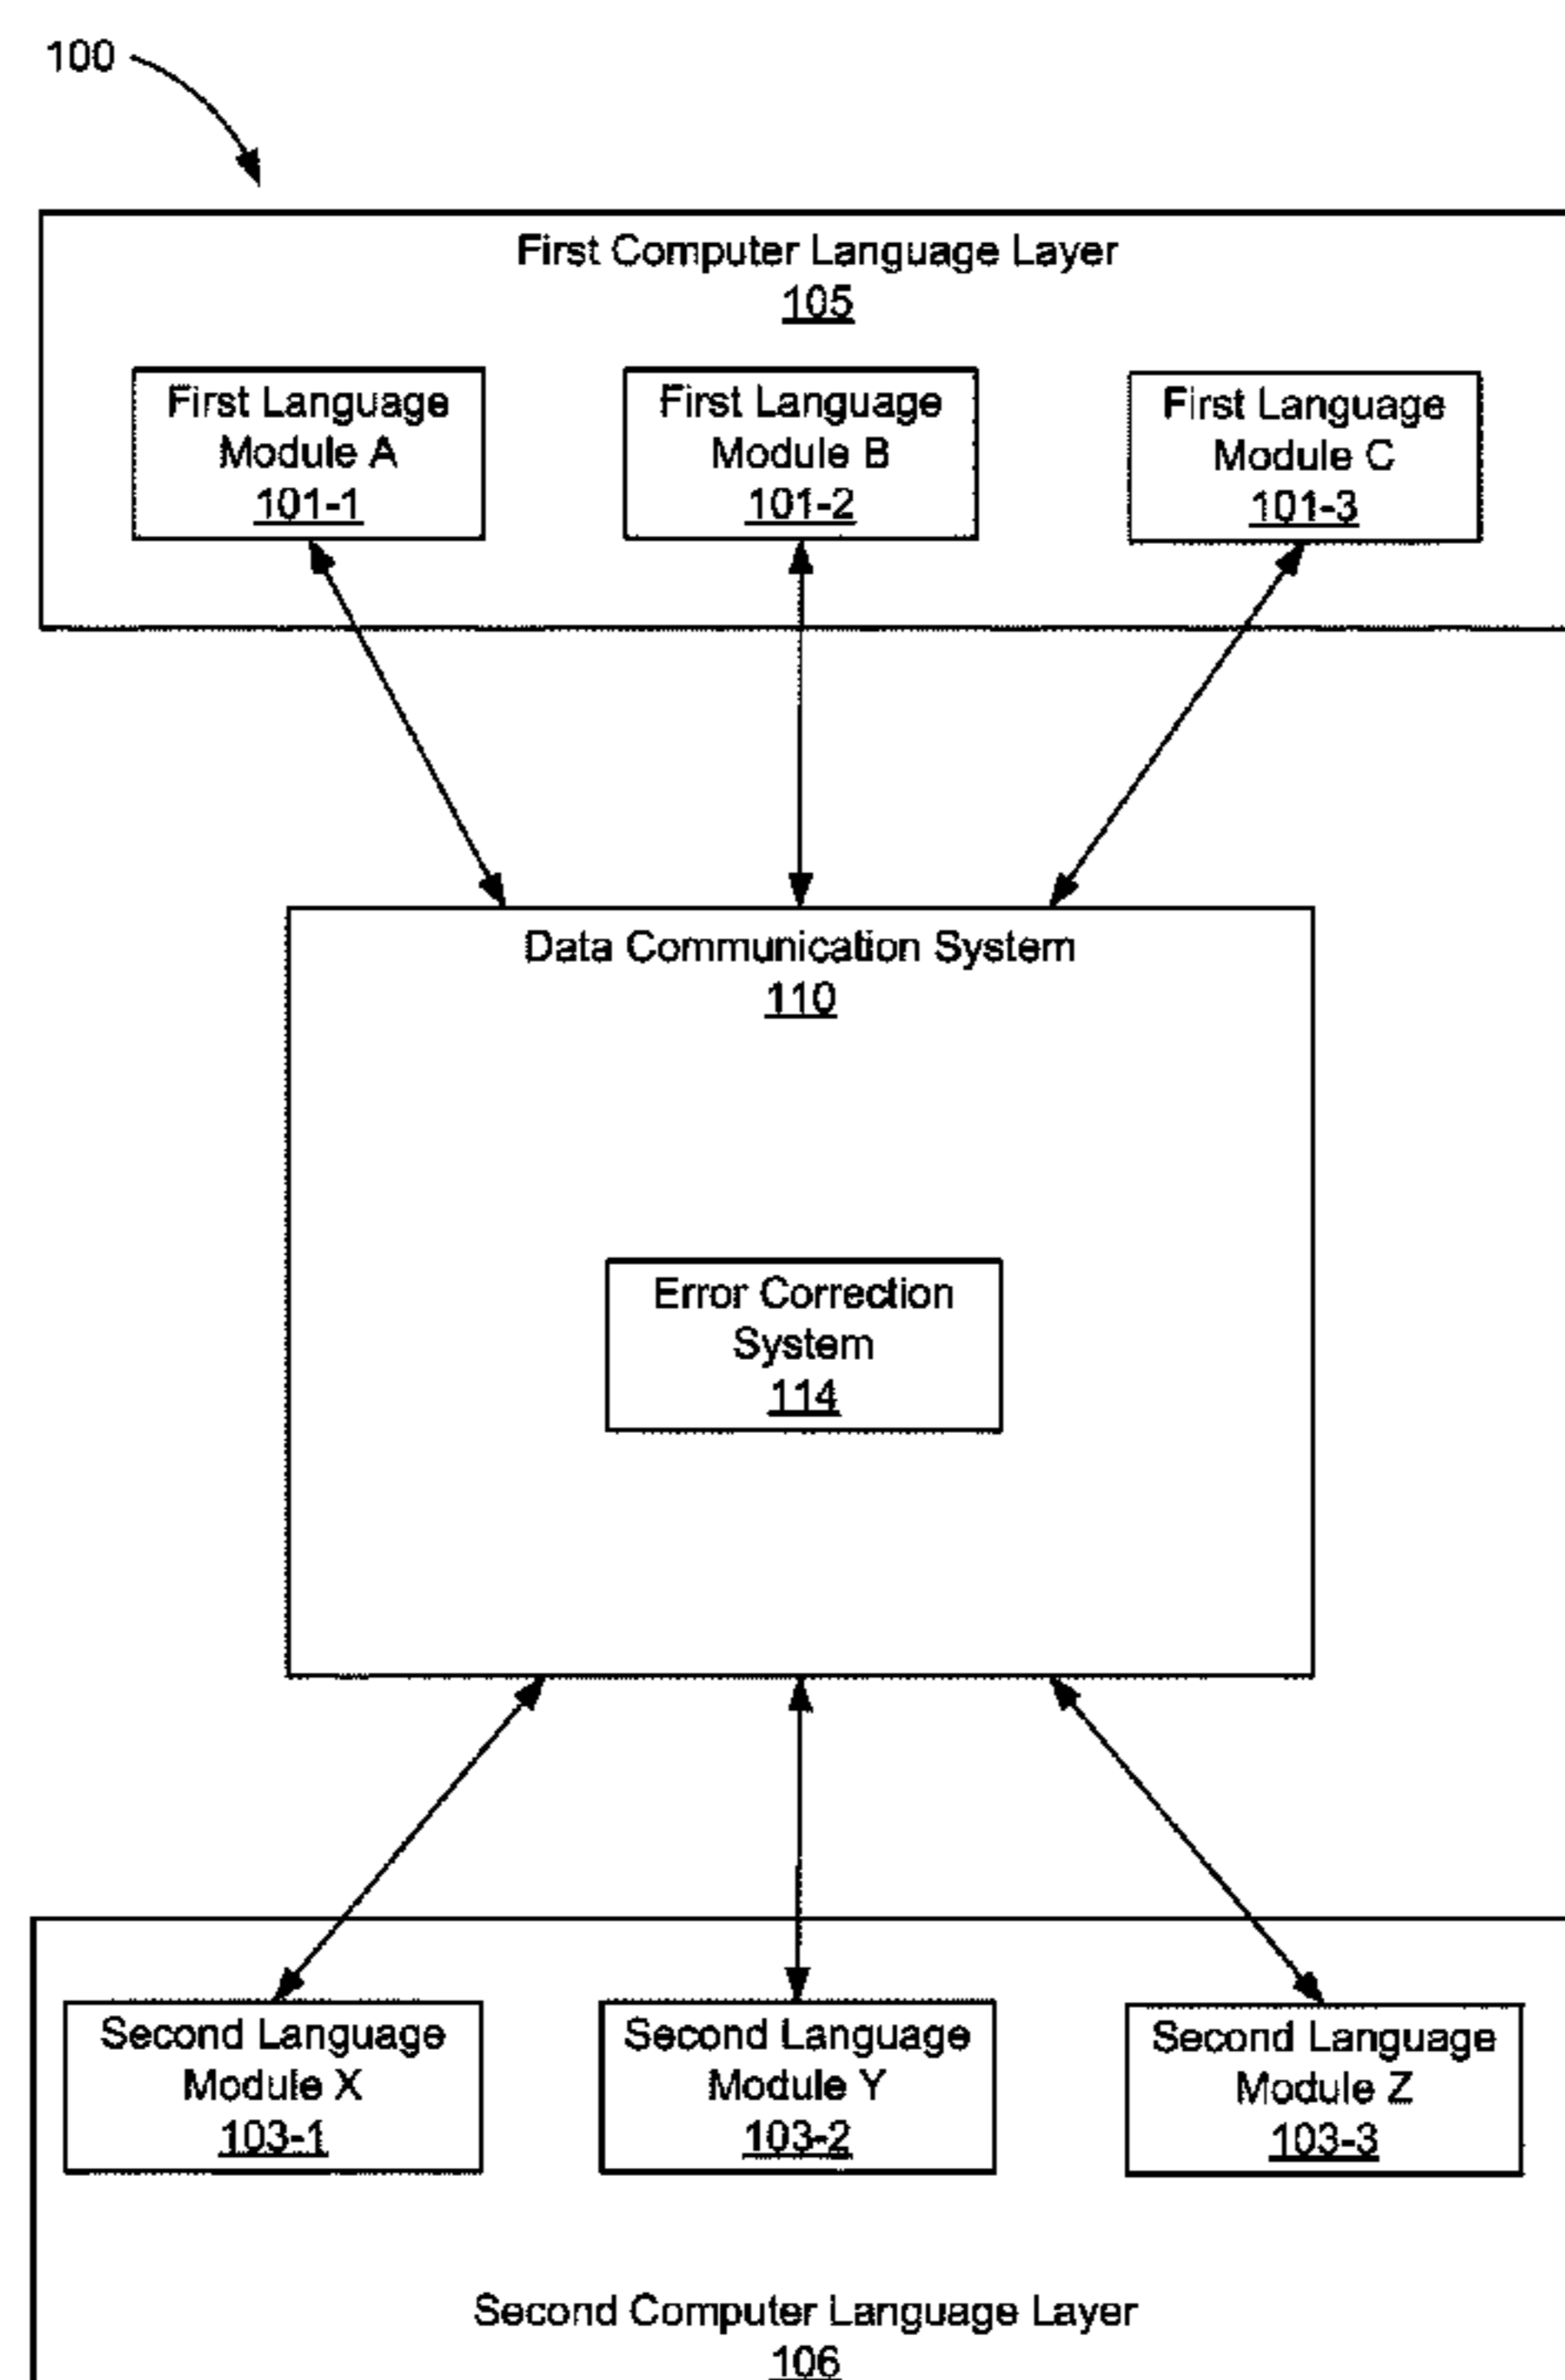 100
First Computer Language Layer
105
First Language
Module A
101-1
First Language
Module B
101-2
First Language
Module C
101-3
Data Communication System
110
Error Correction
System
114
Second Language
Module X
103-1
Second Language
Module Y
103-2
Second Language
Module Z
103-3
Second Computer Language Layer
106